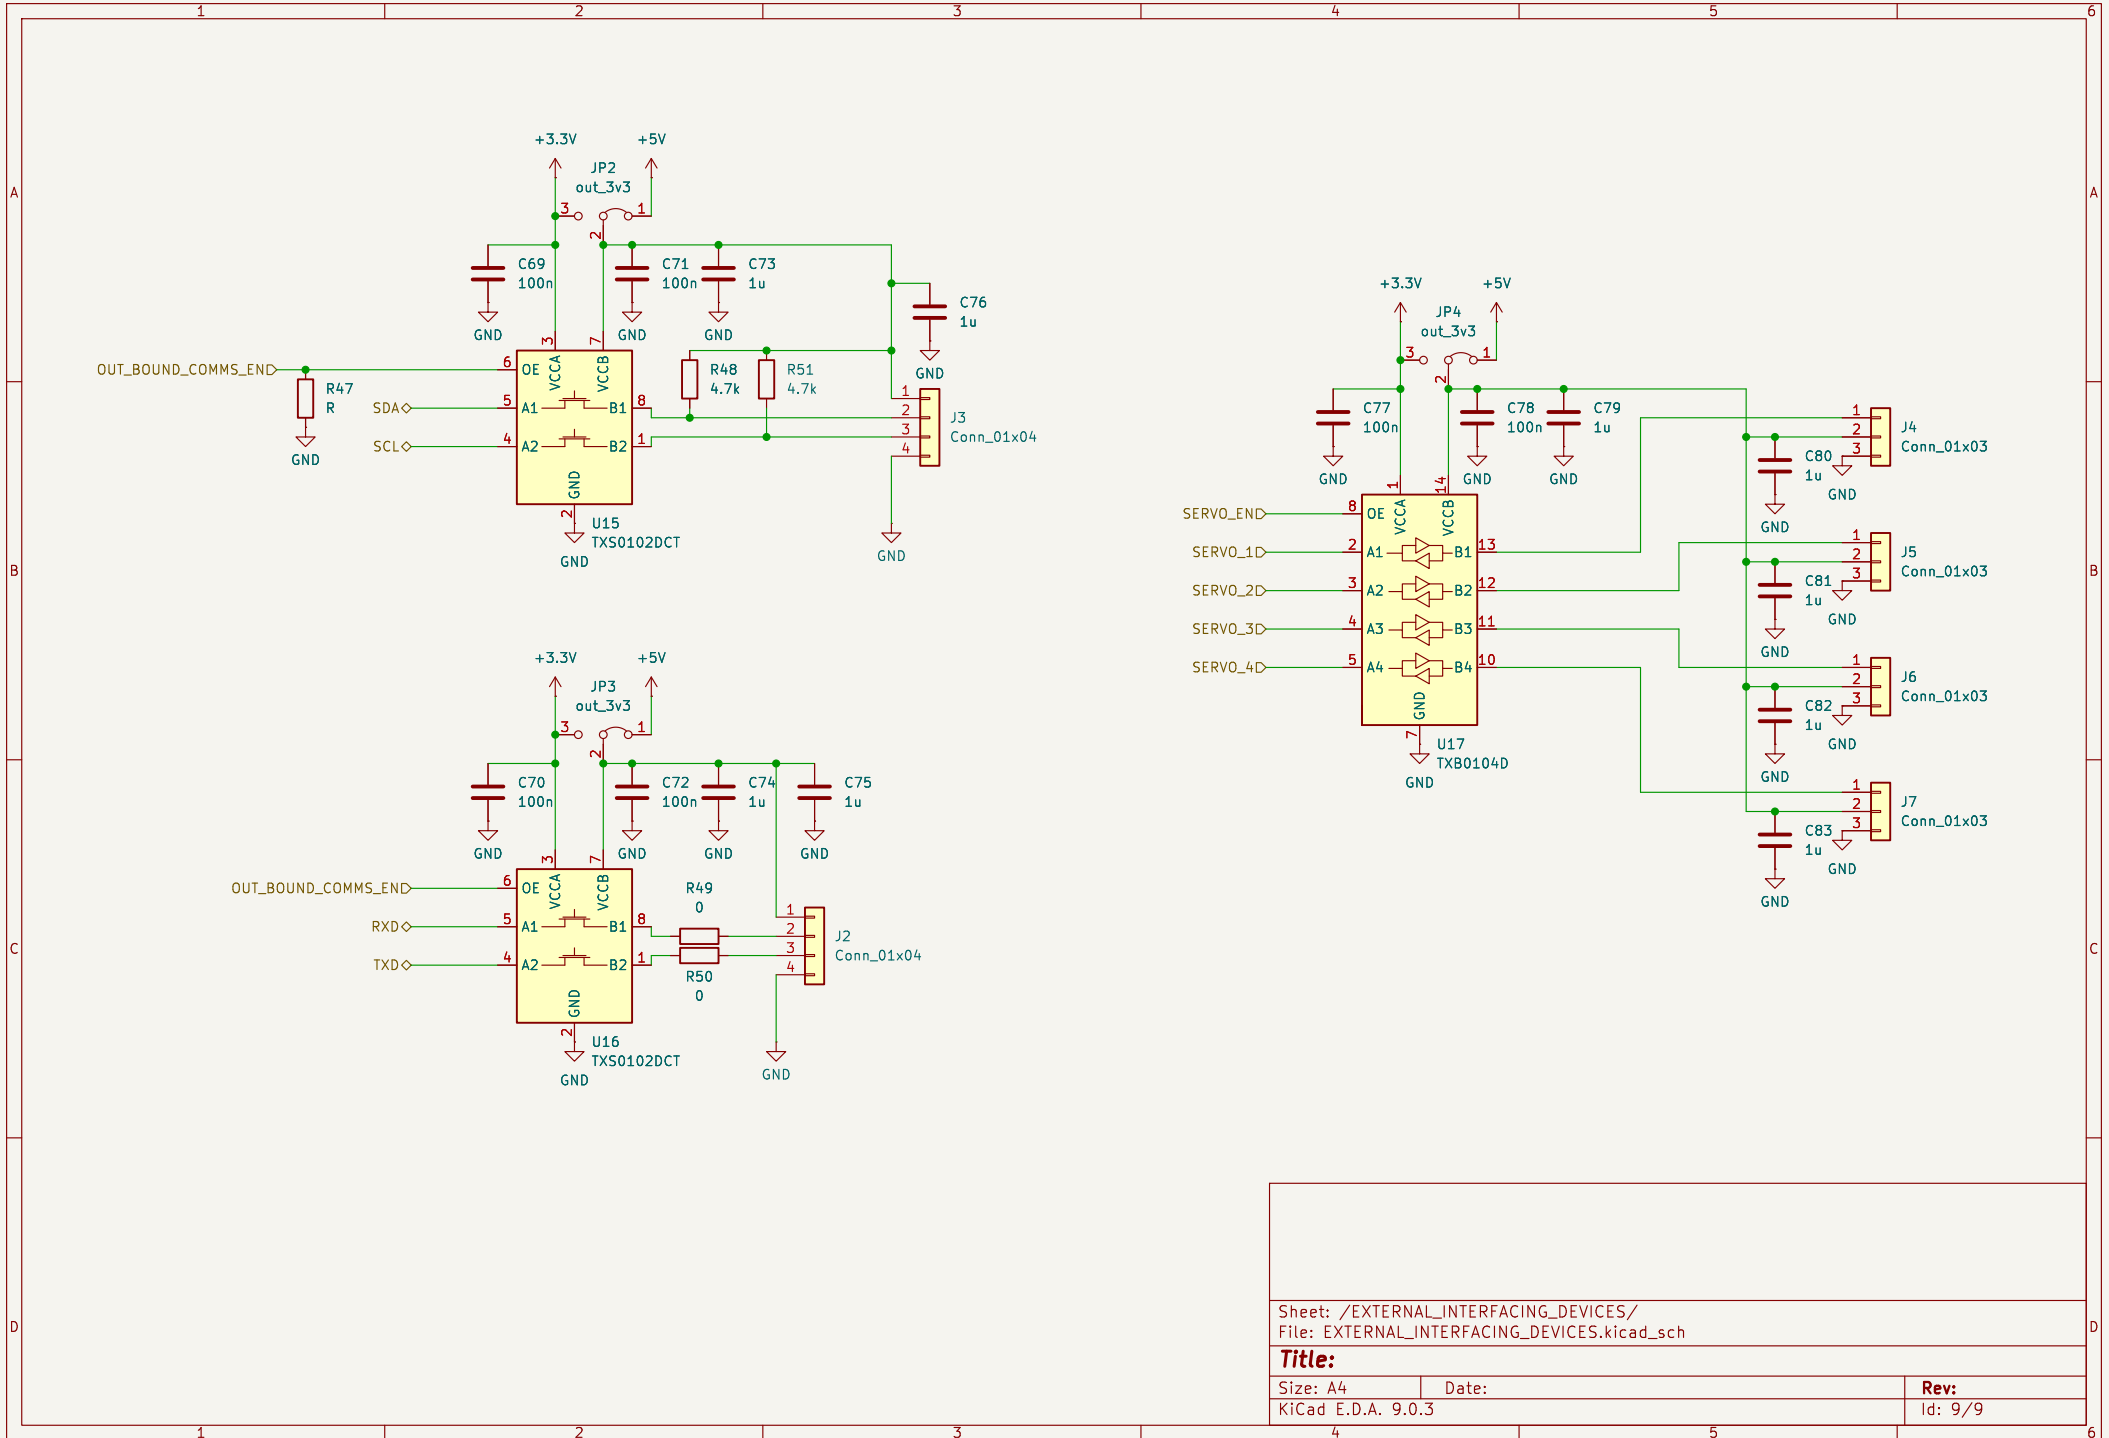 1 2 3 4 5 6
A A
B B
C C
D D
+3.3V +5V
JP2
out_3v3
3 1
2
C69
100n
GND
C71
100n
GND
C73
1u
GND
C76
1u
GND
OUT_BOUND_COMMS_EN
R47
R
GND
SDA
SCL
3 7
VCCA VCCB
6 OE
5 A1 B1 8
4 A2 B2 1
GND
2
U15
TXS0102DCT
GND
R48
4.7k
R51
4.7k
1
2
3
4
J3
Conn_01x04
GND
+3.3V +5V
JP3
out_3v3
3 1
2
C70
100n
GND
C72
100n
GND
C74
1u
GND
C75
1u
GND
OUT_BOUND_COMMS_EN
RXD
TXD
3 7
VCCA VCCB
6 OE
5 A1 B1 8
4 A2 B2 1
GND
2
U16
TXS0102DCT
GND
R49
0
R50
0
1
2
3
4
J2
Conn_01x04
GND
+3.3V +5V
JP4
out_3v3
3 1
2
C77
100n
GND
C78
100n
GND
C79
1u
GND
SERVO_EN
SERVO_1
SERVO_2
SERVO_3
SERVO_4
1 14
VCCA VCCB
8 OE
2 A1 B1 13
3 A2 B2 12
4 A3 B3 11
5 A4 B4 10
GND
7
U17
TXB0104D
GND
1
2
3
J4
Conn_01x03
C80
1u
GND
GND
1
2
3
J5
Conn_01x03
C81
1u
GND
GND
1
2
3
J6
Conn_01x03
C82
1u
GND
GND
1
2
3
J7
Conn_01x03
C83
1u
GND
GND
Sheet: /EXTERNAL_INTERFACING_DEVICES/
File: EXTERNAL_INTERFACING_DEVICES.kicad_sch
Title:
Size: A4 Date: Rev:
KiCad E.D.A. 9.0.3 Id: 9/9
1 2 3 4 5 6